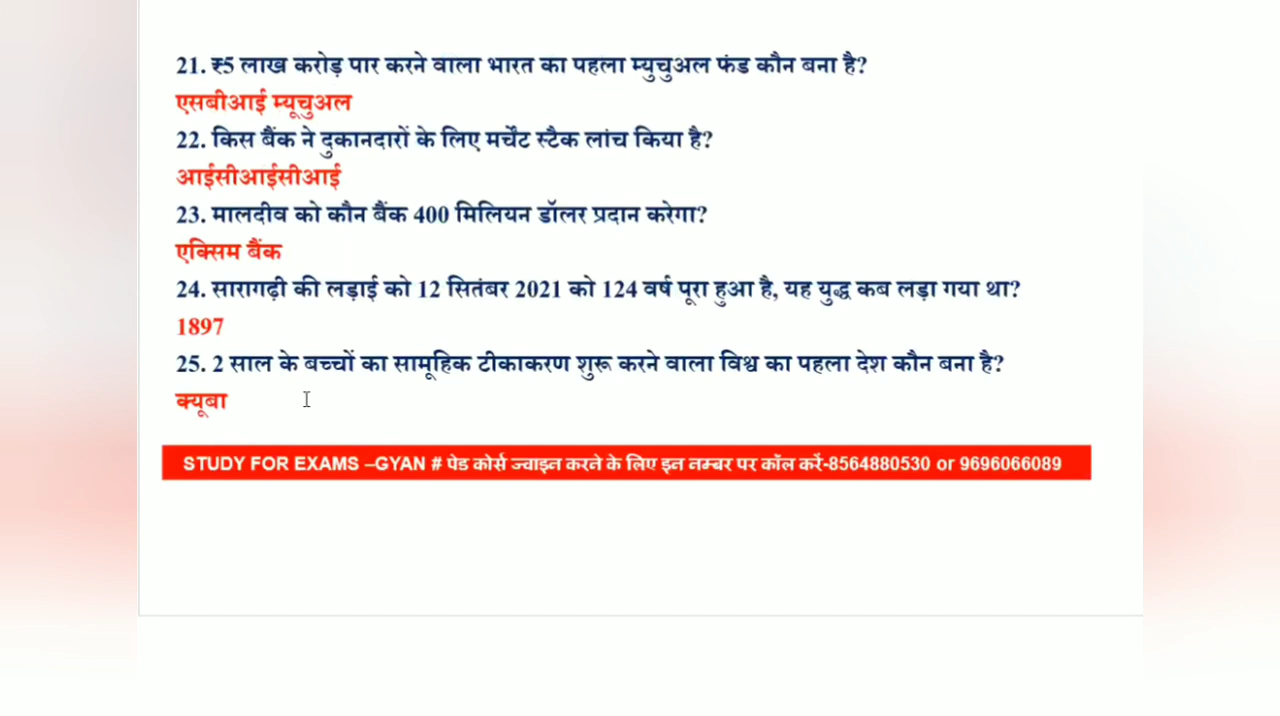 21. ₹5 लाख करोड़ पार करने वाला भारत का पहला म्युचुअल फंड कौन बना है?
एसबीआई म्यूचुअल
22. किस बैंक ने दुकानदारों के लिए मर्चेंट स्टैक लांच किया है?
आईसीआईसीआई
23. मालदीव को कौन बैंक 400 मिलियन डॉलर प्रदान करेगा?
एक्सिम बैंक
24. सारागढ़ी की लड़ाई को 12 सितंबर 2021 को 124 वर्ष पूरा हुआ है, यह युद्ध कब लड़ा गया था?
1897
25. 2 साल के बच्चों का सामूहिक टीकाकरण शुरू करने वाला विश्व का पहला देश कौन बना है?
क्यूबा
STUDY FOR EXAMS –GYAN # पेड कोर्स ज्वाइन करने के लिए इन नम्बर पर कॉल करें-8564880530 or 9696066089